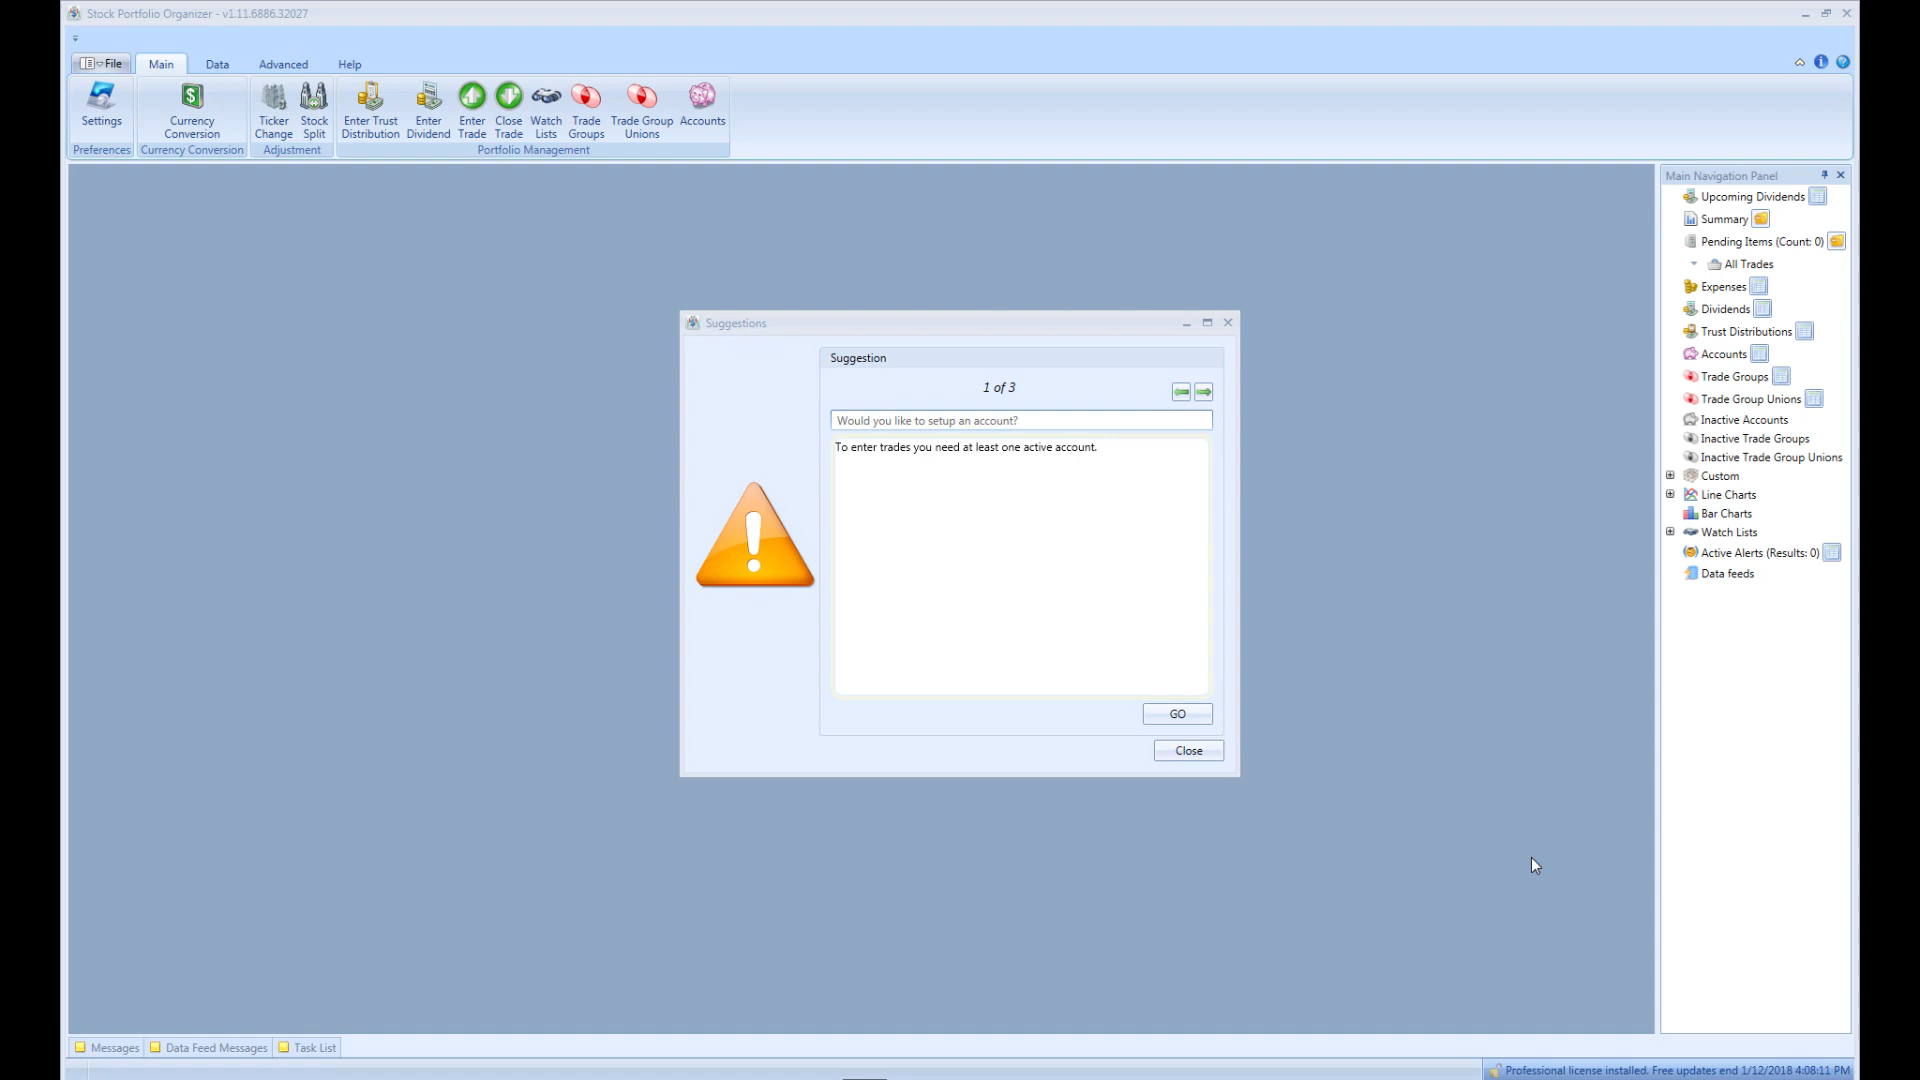 Stock Portfolio Organizer - v1.11.6886.32027
File
Main
Data
Advanced
Help
Settings
Currency
Conversion
Ticker
Change
Stock
Split
Enter Trust
Distribution
Enter
Dividend
Enter
Trade
Close
Trade
Watch
Lists
Trade
Groups
Trade Group
Unions
Accounts
Preferences
Currency Conversion
Adjustment
Portfolio Management
Main Navigation Panel
Upcoming Dividends
Summary
Pending Items (Count: 0)
All Trades
Expenses
Dividends
Trust Distributions
Accounts
Trade Groups
Trade Group Unions
Inactive Accounts
Inactive Trade Groups
Inactive Trade Group Unions
Custom
Line Charts
Bar Charts
Watch Lists
Active Alerts (Results: 0)
Data feeds
Suggestions
Suggestion
1 of 3
Would you like to setup an account?
To enter trades you need at least one active account.
GO
Close
Messages
Data Feed Messages
Task List
Professional license installed. Free updates end 1/12/2018 4:08:11 PM